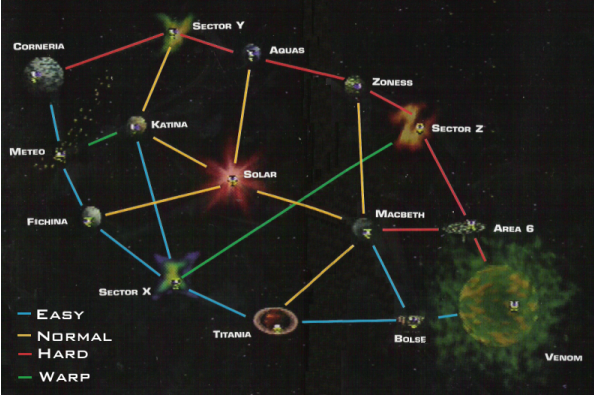 SECTOR Y
CORNERIA
AQUAS
ZONESS
KATINA
SECTOR Z
METEO
SOLAR
MACBETH
FICHINA
AREA 6
SECTOR X
EASY
TITANIA
NORMAL
BOLSE
HARD
VENOM
WARP